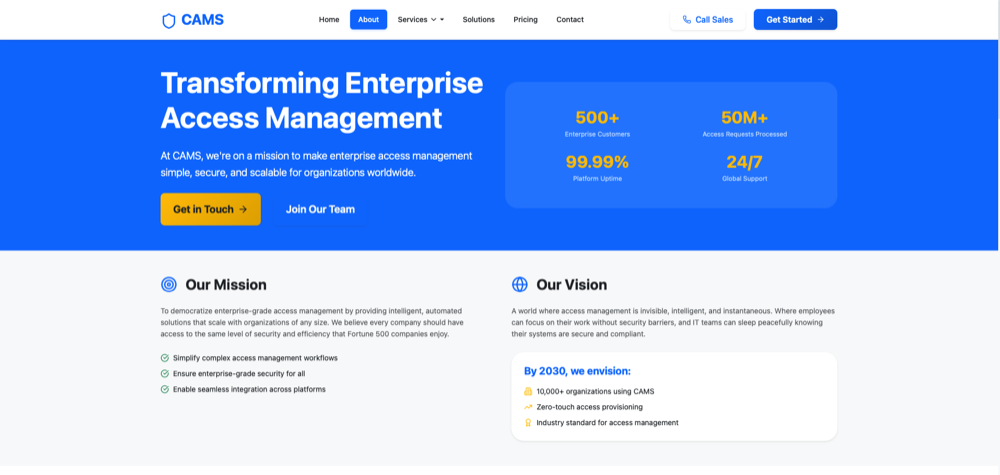 CAMS
Home
About
Services
Solutions
Pricing
Contact
Call Sales
Get Started
Transforming Enterprise
Access Management
At CAMS, we're on a mission to make enterprise access management
simple, secure, and scalable for organizations worldwide.
Get in Touch
Join Our Team
500+
Enterprise Customers
50M+
Access Requests Processed
99.99%
Platform Uptime
24/7
Global Support
Our Mission
To democratize enterprise-grade access management by providing intelligent, automated
solutions that scale with organizations of any size. We believe every company should have
access to the same level of security and efficiency that Fortune 500 companies enjoy.
Simplify complex access management workflows
Ensure enterprise-grade security for all
Enable seamless integration across platforms
Our Vision
A world where access management is invisible, intelligent, and instantaneous. Where employees
can focus on their work without security barriers, and IT teams can sleep peacefully knowing
their systems are secure and compliant.
By 2030, we envision:
10,000+ organizations using CAMS
Zero-touch access provisioning
Industry standard for access management